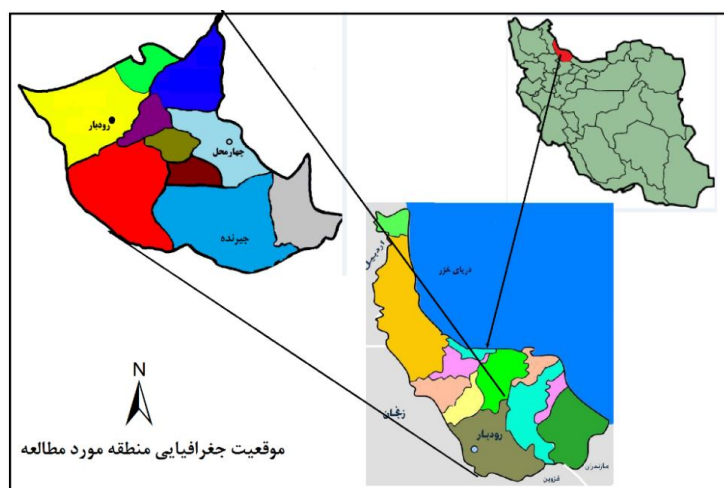 رودبار
چهارمحل
جیرنده
دریای خزر
اردبیل
زنجان
رودبار
قزوین
مازندران
N
موقعیت جغرافیایی منطقه مورد مطالعه